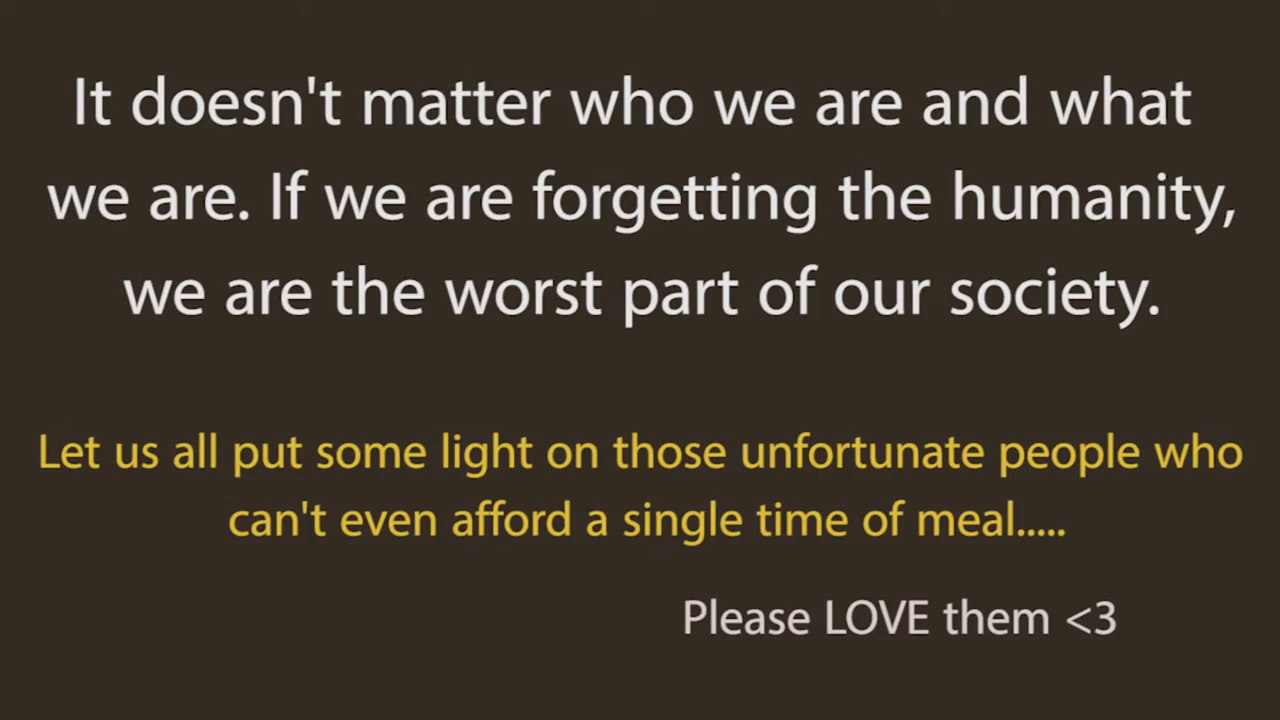 It doesn't matter who we are and what
we are. If we are forgetting the humanity,
we are the worst part of our society.
Let us all put some light on those unfortunate people who
can't even afford a single time of meal.....
Please LOVE them <3